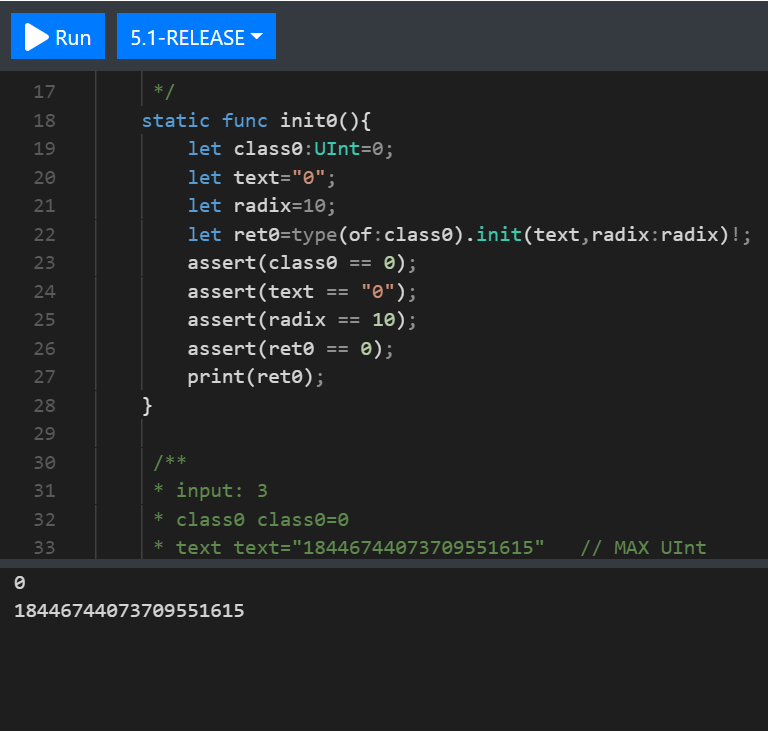 Run 5.1-RELEASE
17 */
18 static func init0(){
19 let class0:UInt=0;
20 let text="0";
21 let radix=10;
22 let ret0=type(of:class0).init(text,radix:radix)!;
23 assert(class0 == 0);
24 assert(text == "0");
25 assert(radix == 10);
26 assert(ret0 == 0);
27 print(ret0);
28 }
29
30 /**
31 * input: 3
32 * class0 class0=0
33 * text text="18446744073709551615" // MAX UInt
0
18446744073709551615